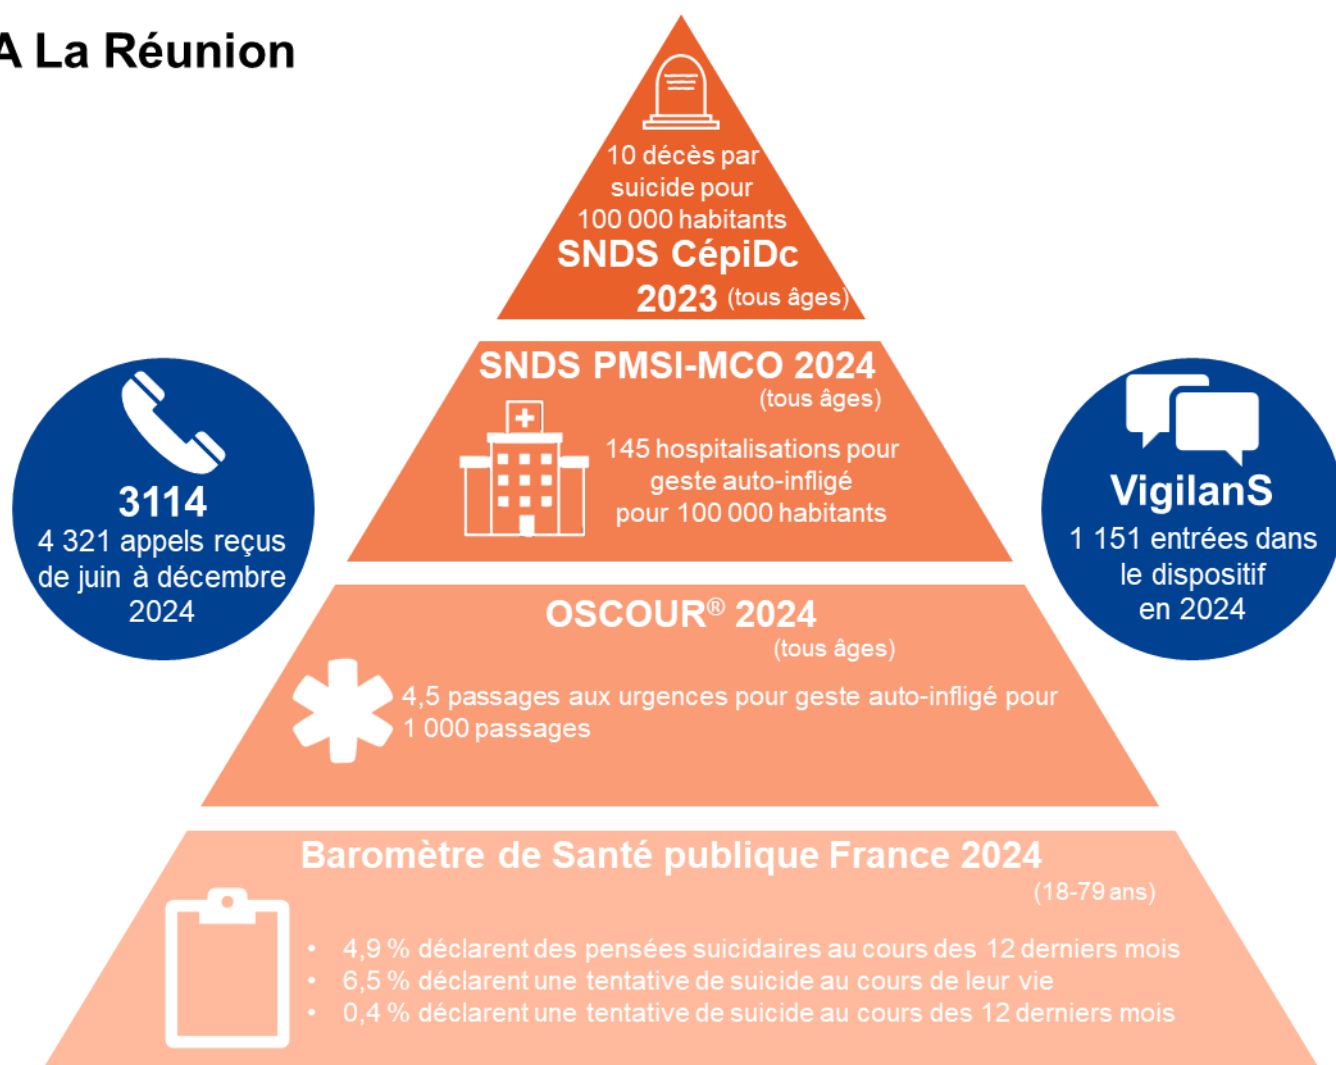 A La Réunion
10 décès par
suicide pour
100 000 habitants
SNDS CépiDc
2023 (tous âges)
SNDS PMSI-MCO 2024
(tous âges)
145 hospitalisations pour
geste auto-infligé
pour 100 000 habitants
3114
4 321 appels reçus
de juin à décembre
2024
VigilanS
1 151 entrées dans
le dispositif
en 2024
OSCOUR® 2024
(tous âges)
4,5 passages aux urgences pour geste auto-infligé pour
1 000 passages
Baromètre de Santé publique France 2024
(18-79 ans)
• 4,9 % déclarent des pensées suicidaires au cours des 12 derniers mois
• 6,5 % déclarent une tentative de suicide au cours de leur vie
• 0,4 % déclarent une tentative de suicide au cours des 12 derniers mois